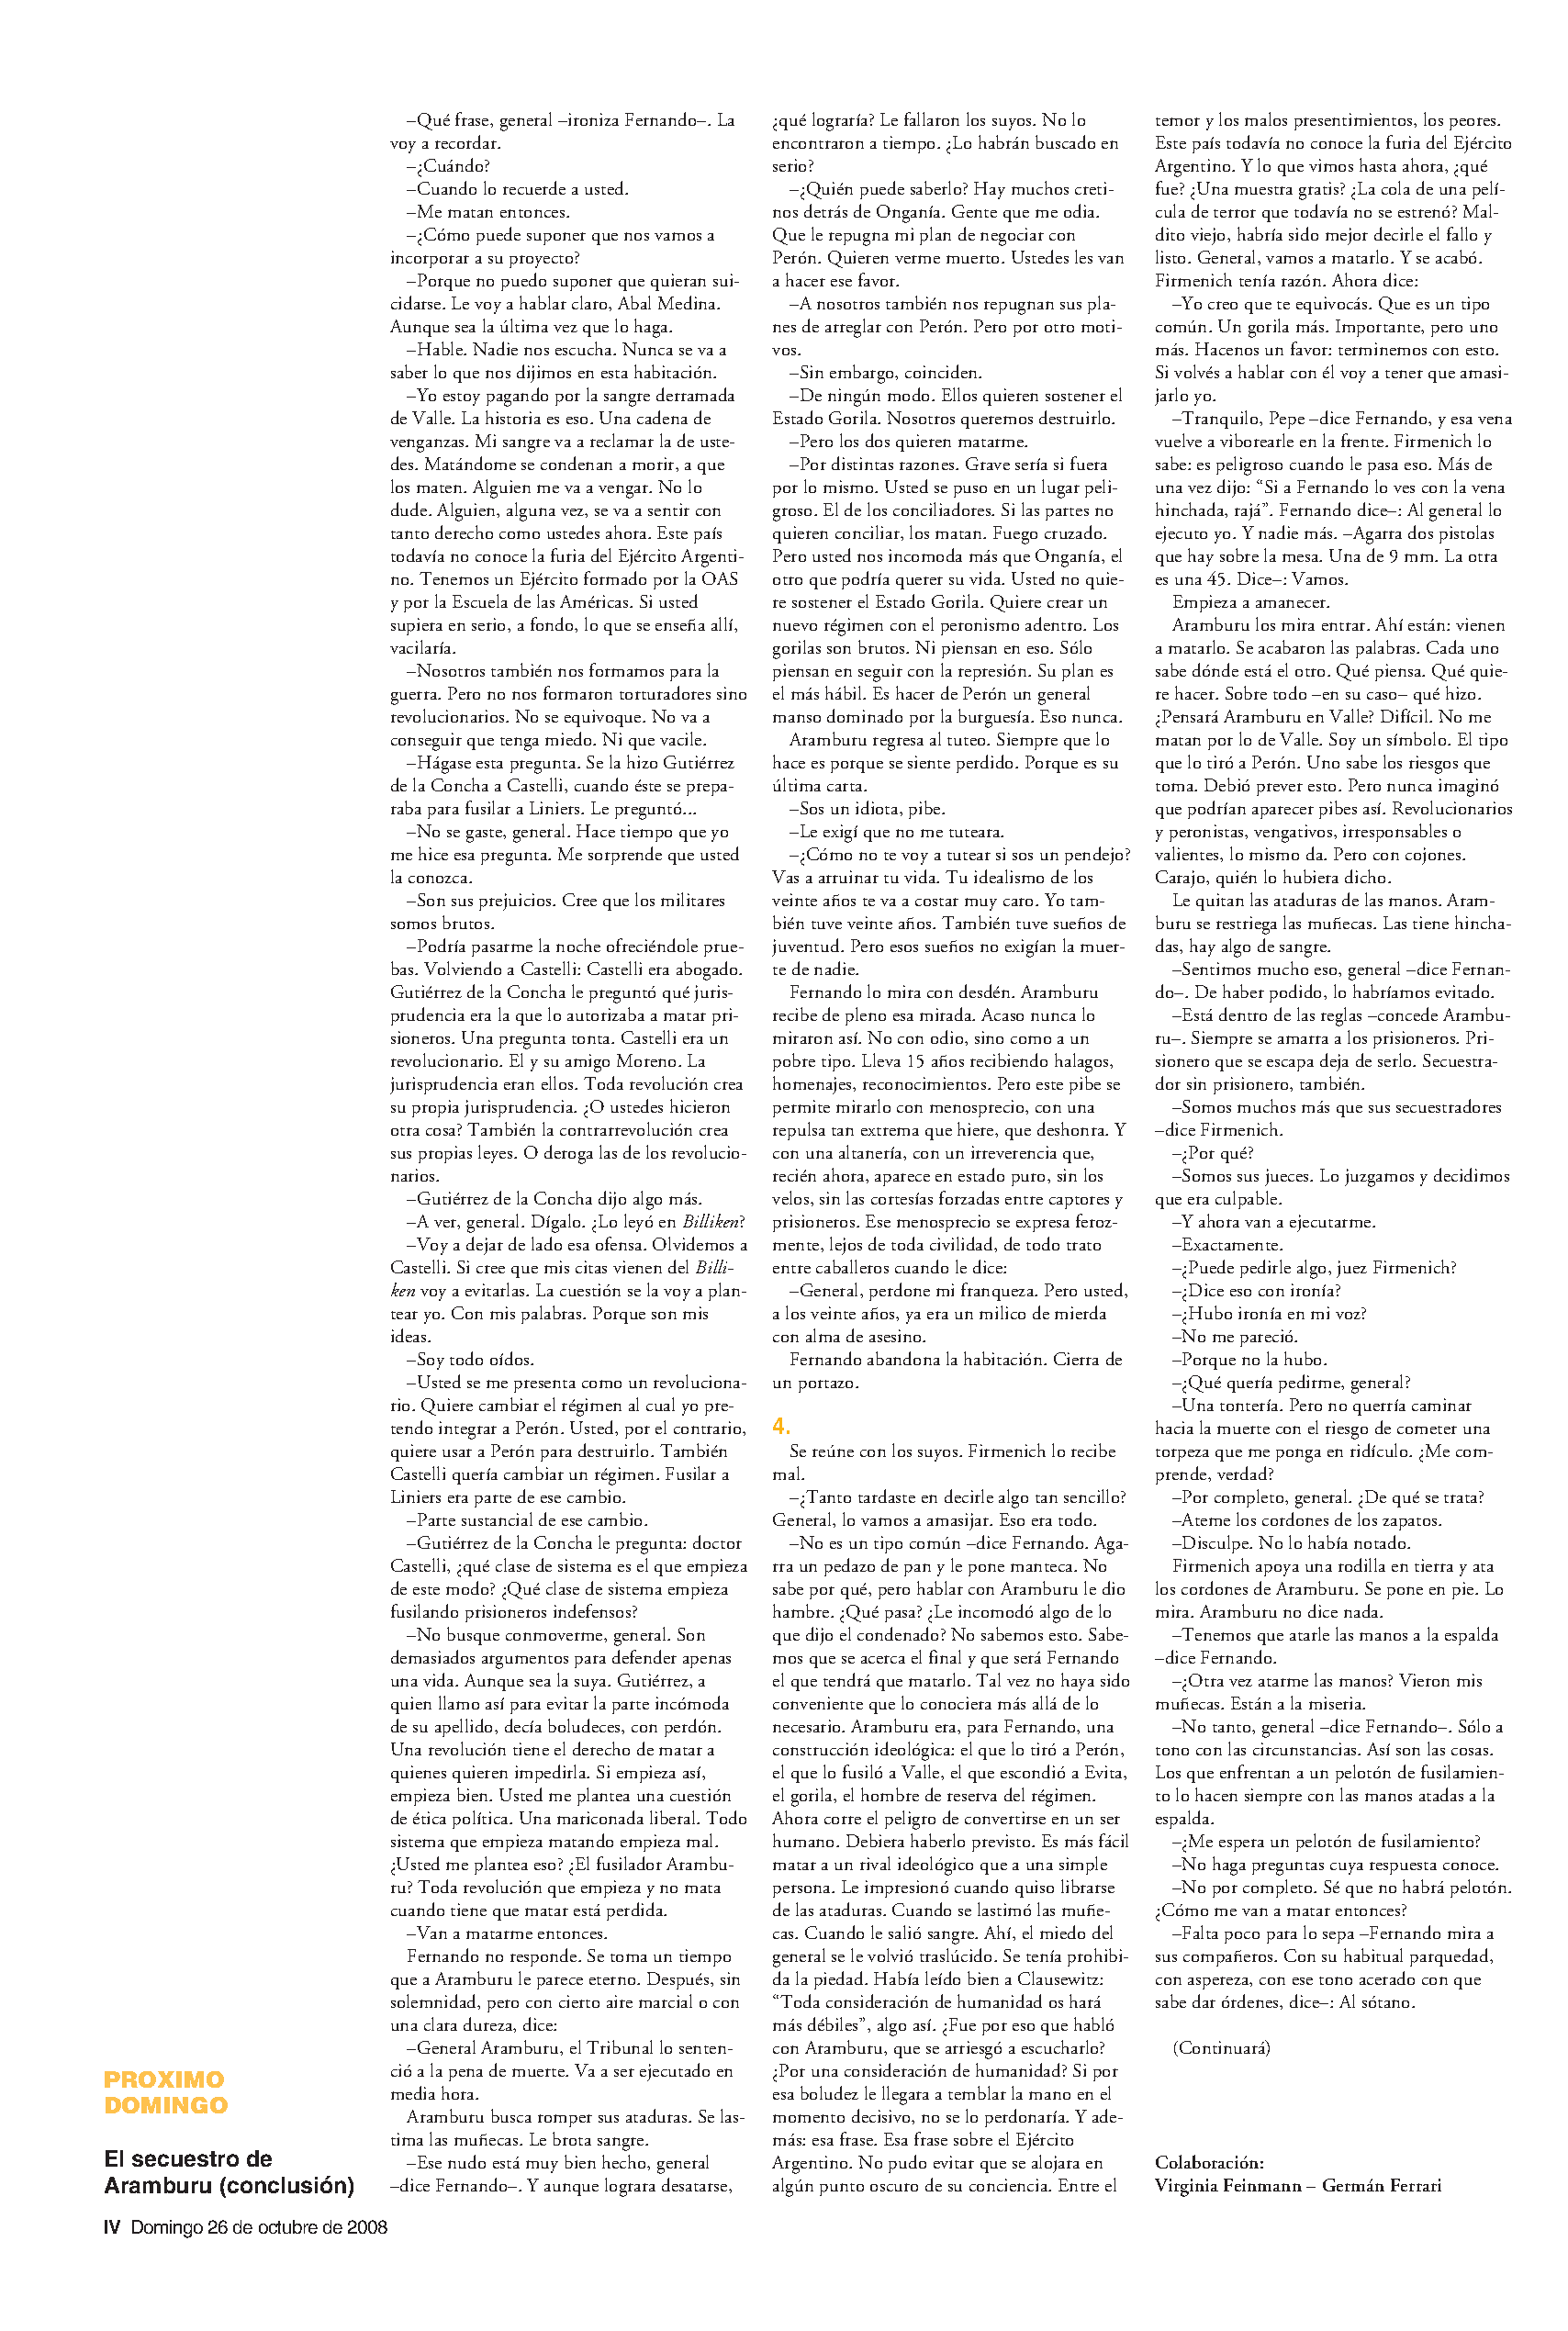 –Qué frase, general –ironiza Fernando–. La
voy a recordar.
–¿Cuándo?
–Cuando lo recuerde a usted.
–Me matan entonces.
–¿Cómo puede suponer que nos vamos a
incorporar a su proyecto?
–Porque no puedo suponer que quieran sui-
cidarse. Le voy a hablar claro, Abal Medina.
Aunque sea la última vez que lo haga.
–Hable. Nadie nos escucha. Nunca se va a
saber lo que nos dijimos en esta habitación.
–Yo estoy pagando por la sangre derramada
de Valle. La historia es eso. Una cadena de
venganzas. Mi sangre va a reclamar la de uste-
des. Matándome se condenan a morir, a que
los maten. Alguien me va a vengar. No lo
dude. Alguien, alguna vez, se va a sentir con
tanto derecho como ustedes ahora. Este país
todavía no conoce la furia del Ejército Argenti-
no. Tenemos un Ejército formado por la OAS
y por la Escuela de las Américas. Si usted
supiera en serio, a fondo, lo que se enseña allí,
vacilaría.
–Nosotros también nos formamos para la
guerra. Pero no nos formaron torturadores sino
revolucionarios. No se equivoque. No va a
conseguir que tenga miedo. Ni que vacile.
–Hágase esta pregunta. Se la hizo Gutiérrez
de la Concha a Castelli, cuando éste se prepa-
raba para fusilar a Liniers. Le preguntó...
–No se gaste, general. Hace tiempo que yo
me hice esa pregunta. Me sorprende que usted
la conozca.
–Son sus prejuicios. Cree que los militares
somos brutos.
–Podría pasarme la noche ofreciéndole prue-
bas. Volviendo a Castelli: Castelli era abogado.
Gutiérrez de la Concha le preguntó qué juris-
prudencia era la que lo autorizaba a matar pri-
sioneros. Una pregunta tonta. Castelli era un
revolucionario. El y su amigo Moreno. La
jurisprudencia eran ellos. Toda revolución crea
su propia jurisprudencia. ¿O ustedes hicieron
otra cosa? También la contrarrevolución crea
sus propias leyes. O deroga las de los revolucio-
narios.
–Gutiérrez de la Concha dijo algo más.
–A ver, general. Dígalo. ¿Lo leyó en Billiken?
–Voy a dejar de lado esa ofensa. Olvidemos a
Castelli. Si cree que mis citas vienen del Billi-
ken voy a evitarlas. La cuestión se la voy a plan-
tear yo. Con mis palabras. Porque son mis
ideas.
–Soy todo oídos.
–Usted se me presenta como un revoluciona-
rio. Quiere cambiar el régimen al cual yo pre-
tendo integrar a Perón. Usted, por el contrario,
quiere usar a Perón para destruirlo. También
Castelli quería cambiar un régimen. Fusilar a
Liniers era parte de ese cambio.
–Parte sustancial de ese cambio.
–Gutiérrez de la Concha le pregunta: doctor
Castelli, ¿qué clase de sistema es el que empieza
de este modo? ¿Qué clase de sistema empieza
fusilando prisioneros indefensos?
–No busque conmoverme, general. Son
demasiados argumentos para defender apenas
una vida. Aunque sea la suya. Gutiérrez, a
quien llamo así para evitar la parte incómoda
de su apellido, decía boludeces, con perdón.
Una revolución tiene el derecho de matar a
quienes quieren impedirla. Si empieza así,
empieza bien. Usted me plantea una cuestión
de ética política. Una mariconada liberal. Todo
sistema que empieza matando empieza mal.
¿Usted me plantea eso? ¿El fusilador Arambu-
ru? Toda revolución que empieza y no mata
cuando tiene que matar está perdida.
–Van a matarme entonces.
Fernando no responde. Se toma un tiempo
que a Aramburu le parece eterno. Después, sin
solemnidad, pero con cierto aire marcial o con
una clara dureza, dice:
–General Aramburu, el Tribunal lo senten-
ció a la pena de muerte. Va a ser ejecutado en
media hora.
Aramburu busca romper sus ataduras. Se las-
tima las muñecas. Le brota sangre.
–Ese nudo está muy bien hecho, general
–dice Fernando–. Y aunque lograra desatarse,
¿qué lograría? Le fallaron los suyos. No lo
encontraron a tiempo. ¿Lo habrán buscado en
serio?
–¿Quién puede saberlo? Hay muchos creti-
nos detrás de Onganía. Gente que me odia.
Que le repugna mi plan de negociar con
Perón. Quieren verme muerto. Ustedes les van
a hacer ese favor.
–A nosotros también nos repugnan sus pla-
nes de arreglar con Perón. Pero por otro moti-
vos.
–Sin embargo, coinciden.
–De ningún modo. Ellos quieren sostener el
Estado Gorila. Nosotros queremos destruirlo.
–Pero los dos quieren matarme.
–Por distintas razones. Grave sería si fuera
por lo mismo. Usted se puso en un lugar peli-
groso. El de los conciliadores. Si las partes no
quieren conciliar, los matan. Fuego cruzado.
Pero usted nos incomoda más que Onganía, el
otro que podría querer su vida. Usted no quie-
re sostener el Estado Gorila. Quiere crear un
nuevo régimen con el peronismo adentro. Los
gorilas son brutos. Ni piensan en eso. Sólo
piensan en seguir con la represión. Su plan es
el más hábil. Es hacer de Perón un general
manso dominado por la burguesía. Eso nunca.
Aramburu regresa al tuteo. Siempre que lo
hace es porque se siente perdido. Porque es su
última carta.
–Sos un idiota, pibe.
–Le exigí que no me tuteara.
–¿Cómo no te voy a tutear si sos un pendejo?
Vas a arruinar tu vida. Tu idealismo de los
veinte años te va a costar muy caro. Yo tam-
bién tuve veinte años. También tuve sueños de
juventud. Pero esos sueños no exigían la muer-
te de nadie.
Fernando lo mira con desdén. Aramburu
recibe de pleno esa mirada. Acaso nunca lo
miraron así. No con odio, sino como a un
pobre tipo. Lleva 15 años recibiendo halagos,
homenajes, reconocimientos. Pero este pibe se
permite mirarlo con menosprecio, con una
repulsa tan extrema que hiere, que deshonra. Y
con una altanería, con un irreverencia que,
recién ahora, aparece en estado puro, sin los
velos, sin las cortesías forzadas entre captores y
prisioneros. Ese menosprecio se expresa feroz-
mente, lejos de toda civilidad, de todo trato
entre caballeros cuando le dice:
–General, perdone mi franqueza. Pero usted,
a los veinte años, ya era un milico de mierda
con alma de asesino.
Fernando abandona la habitación. Cierra de
un portazo.
4.
Se reúne con los suyos. Firmenich lo recibe
mal.
–¿Tanto tardaste en decirle algo tan sencillo?
General, lo vamos a amasijar. Eso era todo.
–No es un tipo común –dice Fernando. Aga-
rra un pedazo de pan y le pone manteca. No
sabe por qué, pero hablar con Aramburu le dio
hambre. ¿Qué pasa? ¿Le incomodó algo de lo
que dijo el condenado? No sabemos esto. Sabe-
mos que se acerca el final y que será Fernando
el que tendrá que matarlo. Tal vez no haya sido
conveniente que lo conociera más allá de lo
necesario. Aramburu era, para Fernando, una
construcción ideológica: el que lo tiró a Perón,
el que lo fusiló a Valle, el que escondió a Evita,
el gorila, el hombre de reserva del régimen.
Ahora corre el peligro de convertirse en un ser
humano. Debiera haberlo previsto. Es más fácil
matar a un rival ideológico que a una simple
persona. Le impresionó cuando quiso librarse
de las ataduras. Cuando se lastimó las muñe-
cas. Cuando le salió sangre. Ahí, el miedo del
general se le volvió traslúcido. Se tenía prohibi-
da la piedad. Había leído bien a Clausewitz:
“Toda consideración de humanidad os hará
más débiles”, algo así. ¿Fue por eso que habló
con Aramburu, que se arriesgó a escucharlo?
¿Por una consideración de humanidad? Si por
esa boludez le llegara a temblar la mano en el
momento decisivo, no se lo perdonaría. Y ade-
más: esa frase. Esa frase sobre el Ejército
Argentino. No pudo evitar que se alojara en
algún punto oscuro de su conciencia. Entre el
temor y los malos presentimientos, los peores.
Este país todavía no conoce la furia del Ejército
Argentino. Y lo que vimos hasta ahora, ¿qué
fue? ¿Una muestra gratis? ¿La cola de una pelí-
cula de terror que todavía no se estrenó? Mal-
dito viejo, habría sido mejor decirle el fallo y
listo. General, vamos a matarlo. Y se acabó.
Firmenich tenía razón. Ahora dice:
–Yo creo que te equivocás. Que es un tipo
común. Un gorila más. Importante, pero uno
más. Hacenos un favor: terminemos con esto.
Si volvés a hablar con él voy a tener que amasi-
jarlo yo.
–Tranquilo, Pepe –dice Fernando, y esa vena
vuelve a viborearle en la frente. Firmenich lo
sabe: es peligroso cuando le pasa eso. Más de
una vez dijo: “Si a Fernando lo ves con la vena
hinchada, rajá”. Fernando dice–: Al general lo
ejecuto yo. Y nadie más. –Agarra dos pistolas
que hay sobre la mesa. Una de 9 mm. La otra
es una 45. Dice–: Vamos.
Empieza a amanecer.
Aramburu los mira entrar. Ahí están: vienen
a matarlo. Se acabaron las palabras. Cada uno
sabe dónde está el otro. Qué piensa. Qué quie-
re hacer. Sobre todo –en su caso– qué hizo.
¿Pensará Aramburu en Valle? Difícil. No me
matan por lo de Valle. Soy un símbolo. El tipo
que lo tiró a Perón. Uno sabe los riesgos que
toma. Debió prever esto. Pero nunca imaginó
que podrían aparecer pibes así. Revolucionarios
y peronistas, vengativos, irresponsables o
valientes, lo mismo da. Pero con cojones.
Carajo, quién lo hubiera dicho.
Le quitan las ataduras de las manos. Aram-
buru se restriega las muñecas. Las tiene hincha-
das, hay algo de sangre.
–Sentimos mucho eso, general –dice Fernan-
do–. De haber podido, lo habríamos evitado.
–Está dentro de las reglas –concede Arambu-
ru–. Siempre se amarra a los prisioneros. Pri-
sionero que se escapa deja de serlo. Secuestra-
dor sin prisionero, también.
–Somos muchos más que sus secuestradores
–dice Firmenich.
–¿Por qué?
–Somos sus jueces. Lo juzgamos y decidimos
que era culpable.
–Y ahora van a ejecutarme.
–Exactamente.
–¿Puede pedirle algo, juez Firmenich?
–¿Dice eso con ironía?
–¿Hubo ironía en mi voz?
–No me pareció.
–Porque no la hubo.
–¿Qué quería pedirme, general?
–Una tontería. Pero no querría caminar
hacia la muerte con el riesgo de cometer una
torpeza que me ponga en ridículo. ¿Me com-
prende, verdad?
–Por completo, general. ¿De qué se trata?
–Ateme los cordones de los zapatos.
–Disculpe. No lo había notado.
Firmenich apoya una rodilla en tierra y ata
los cordones de Aramburu. Se pone en pie. Lo
mira. Aramburu no dice nada.
–Tenemos que atarle las manos a la espalda
–dice Fernando.
–¿Otra vez atarme las manos? Vieron mis
muñecas. Están a la miseria.
–No tanto, general –dice Fernando–. Sólo a
tono con las circunstancias. Así son las cosas.
Los que enfrentan a un pelotón de fusilamien-
to lo hacen siempre con las manos atadas a la
espalda.
–¿Me espera un pelotón de fusilamiento?
–No haga preguntas cuya respuesta conoce.
–No por completo. Sé que no habrá pelotón.
¿Cómo me van a matar entonces?
–Falta poco para lo sepa –Fernando mira a
sus compañeros. Con su habitual parquedad,
con aspereza, con ese tono acerado con que
sabe dar órdenes, dice–: Al sótano.
(Continuará)
Colaboración:
Virginia Feinmann – Germán Ferrari
PROXIMO
DOMINGO
El secuestro de
Aramburu (conclusión)
IV Domingo 26 de octubre de 2008